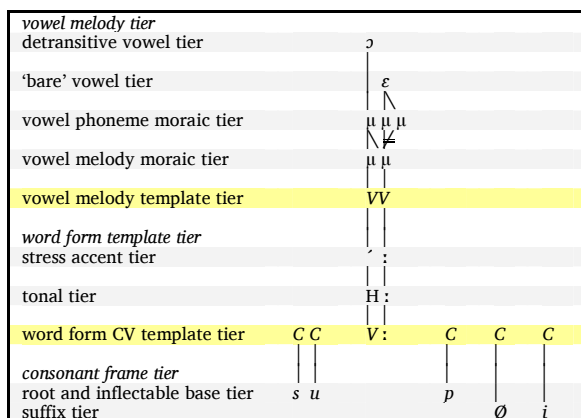 vowel melody tier
detransitive vowel tier ɔ
‘bare’ vowel tier ε
vowel phoneme moraic tier μ μ μ
vowel melody moraic tier μ μ
vowel melody template tier VV
word form template tier
stress accent tier ´ :
tonal tier H :
word form CV template tier C C V : C C C
consonant frame tier
root and inflectable base tier s u p
suffix tier Ø i